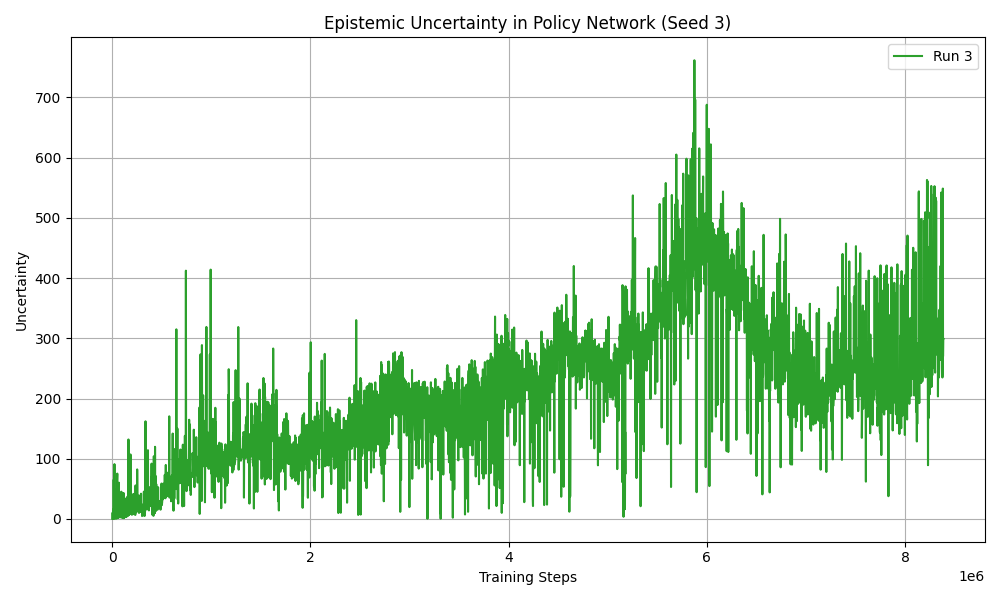 Epistemic Uncertainty in Policy Network (Seed 3)
Run 3
700
600
500
400
300
200
100
0
Uncertainty
0 2 4 6 8
1e6
Training Steps